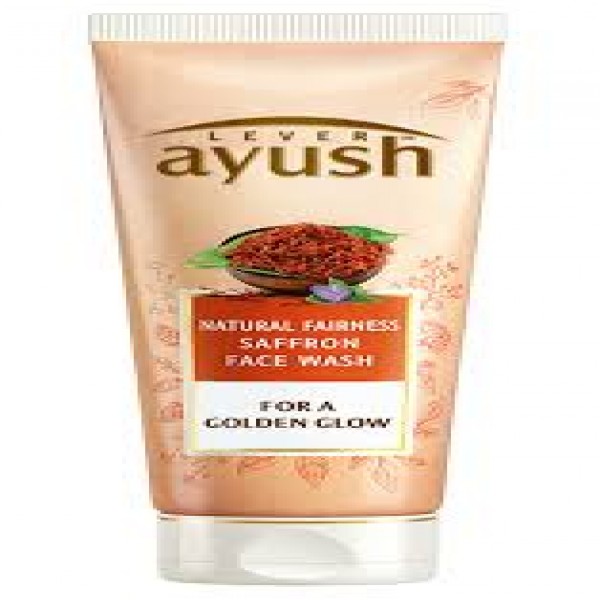 LEVER
ayush
NATURAL FAIRNESS
SAFFRON
FACE WASH
FOR A
GOLDEN GLOW